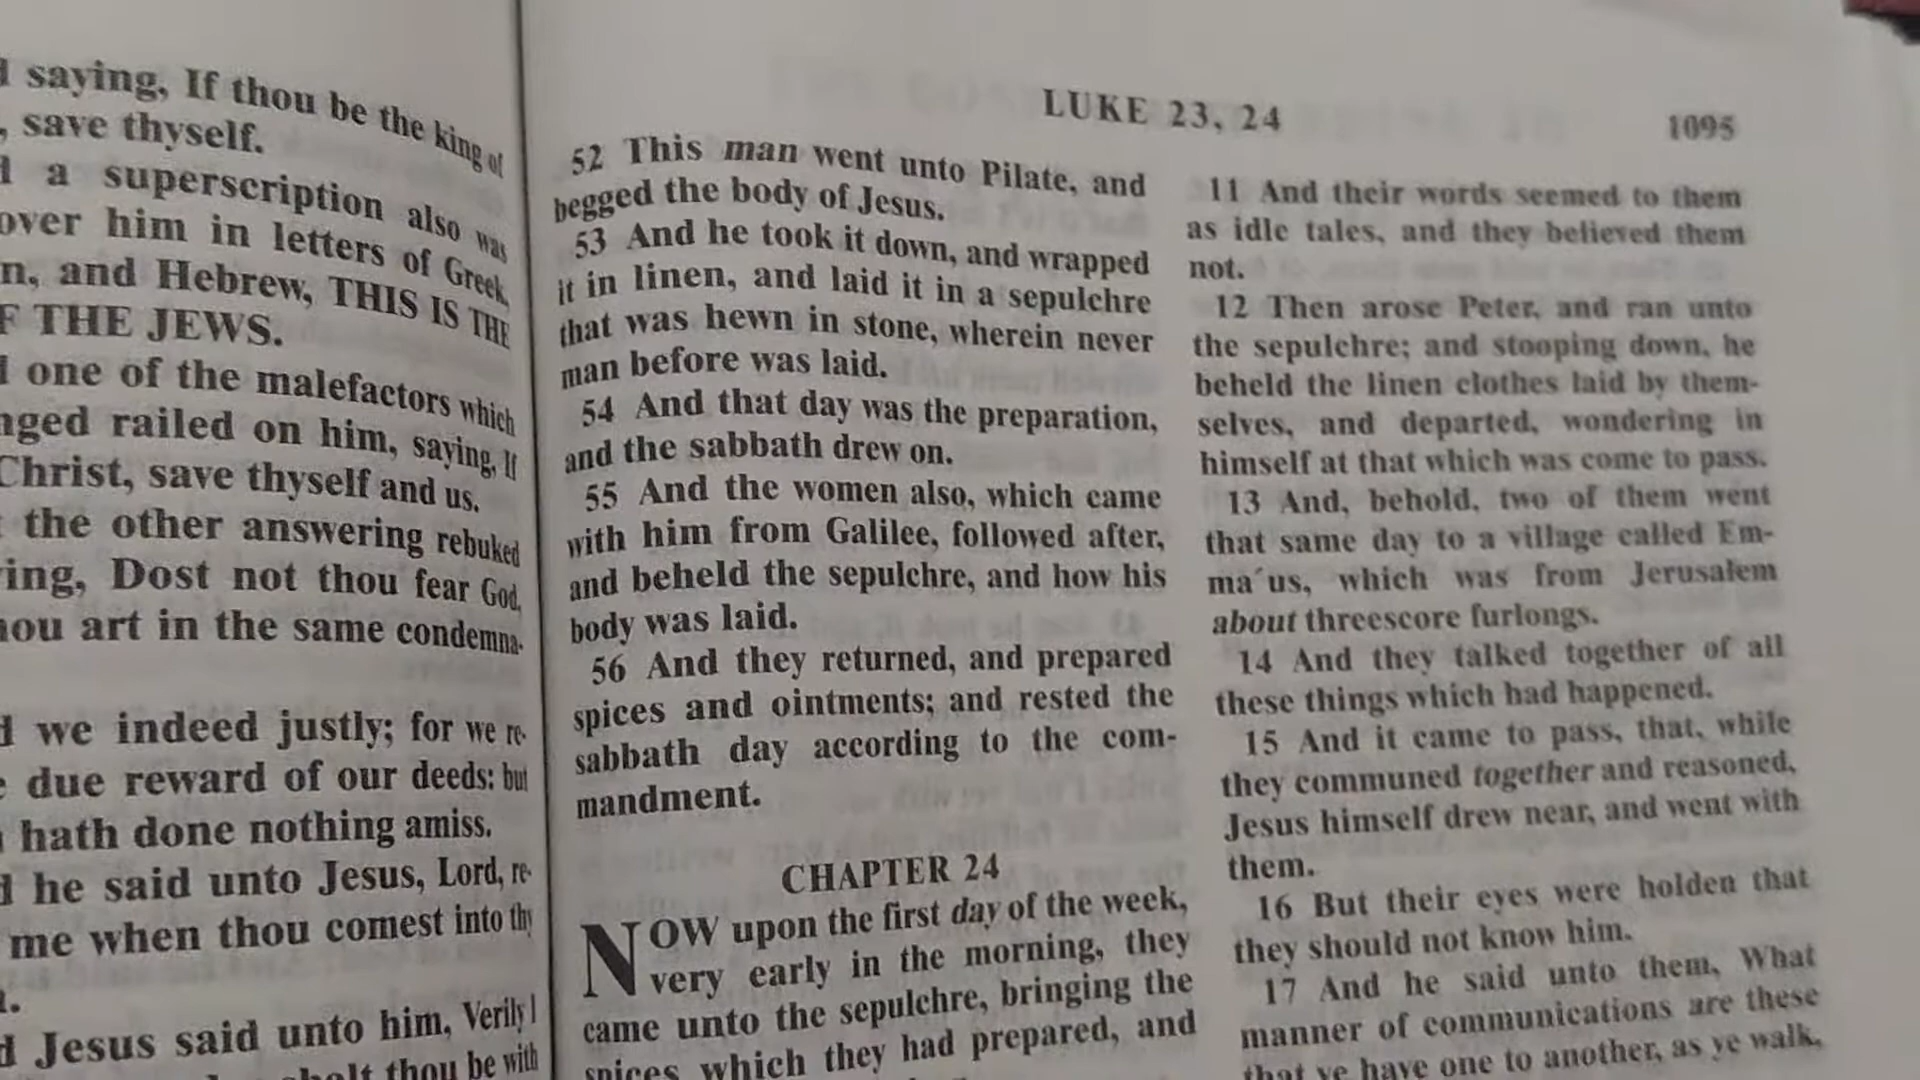 saying, If thou be the king of
, save thyself.
a superscription also was
over him in letters of Greek,
n, and Hebrew, THIS IS THE
F THE JEWS.
one of the malefactors which
nged railed on him, saying, If
Christ, save thyself and us.
the other answering rebuked
ing, Dost not thou fear God,
hou art in the same condemna-
we indeed justly; for we re-
due reward of our deeds: but
hath done nothing amiss.
he said unto Jesus, Lord, re-
me when thou comest into thy
Jesus said unto him, Verily I
thou be with
LUKE 23, 24
1095
52 This man went unto Pilate, and
begged the body of Jesus.
53 And he took it down, and wrapped
it in linen, and laid it in a sepulchre
that was hewn in stone, wherein never
man before was laid.
54 And that day was the preparation,
and the sabbath drew on.
55 And the women also, which came
with him from Galilee, followed after,
and beheld the sepulchre, and how his
body was laid.
56 And they returned, and prepared
spices and ointments; and rested the
sabbath day according to the com-
mandment.
CHAPTER 24
NOW upon the first day of the week,
very early in the morning, they
came unto the sepulchre, bringing the
spices which they had prepared, and
11 And their words seemed to them
as idle tales, and they believed them
not.
12 Then arose Peter, and ran unto
the sepulchre; and stooping down, he
beheld the linen clothes laid by them-
selves, and departed, wondering in
himself at that which was come to pass.
13 And, behold, two of them went
that same day to a village called Em-
ma´us, which was from Jerusalem
about threescore furlongs.
14 And they talked together of all
these things which had happened.
15 And it came to pass, that, while
they communed together and reasoned,
Jesus himself drew near, and went with
them.
16 But their eyes were holden that
they should not know him.
17 And he said unto them, What
manner of communications are these
that ye have one to another, as ye walk,